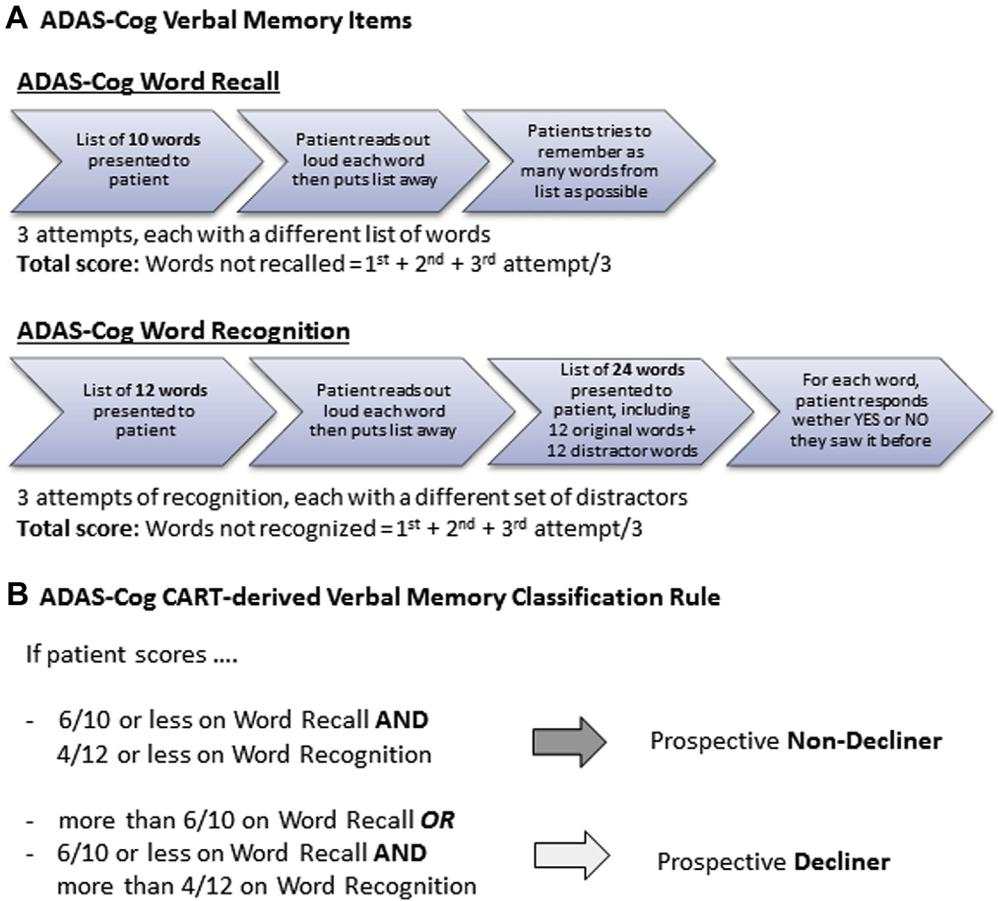 A ADAS-Cog Verbal Memory Items
ADAS-Cog Word Recall
List of 10 words
presented to
patient
Patient reads out
loud each word
then puts list away
Patients tries to
remember as
many words from
list as possible
3 attempts, each with a different list of words
Total score: Words not recalled = 1st + 2nd + 3rd attempt/3
ADAS-Cog Word Recognition
List of 12 words
presented to
patient
Patient reads out
loud each word
then puts list away
List of 24 words
presented to
patient, including
12 original words +
12 distractor words
For each word,
patient responds
wether YES or NO
they saw it before
3 attempts of recognition, each with a different set of distractors
Total score: Words not recognized = 1st + 2nd + 3rd attempt/3
B ADAS-Cog CART-derived Verbal Memory Classification Rule
If patient scores ....
- 6/10 or less on Word Recall AND
4/12 or less on Word Recognition
Prospective Non-Decliner
- more than 6/10 on Word Recall OR
- 6/10 or less on Word Recall AND
more than 4/12 on Word Recognition
Prospective Decliner